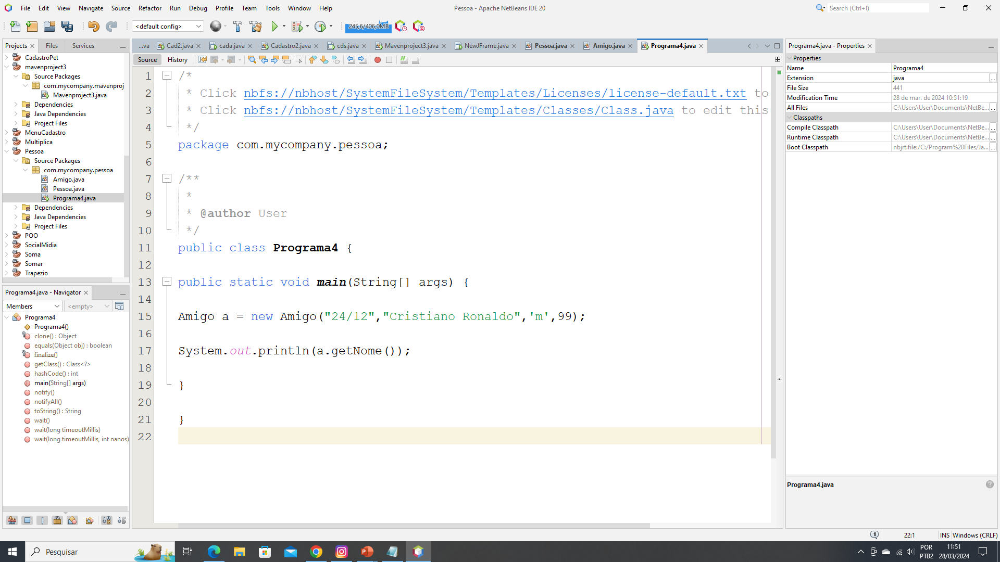 File Edit View Navigate Source Refactor Run Debug Profile Team Tools Window Help
Pessoa - Apache NetBeans IDE 20
Search (Ctrl+I)
<default config>
245,6/406,0MB
Projects Files Services
CadastroPet
mavenproject3
Source Packages
com.mycompany.mavenproj
Mavenproject3.java
Dependencies
Java Dependencies
Project Files
MenuCadastro
Multiplica
Pessoa
Source Packages
com.mycompany.pessoa
Amigo.java
Pessoa.java
Programa4.java
Dependencies
Java Dependencies
Project Files
POO
SocialMidia
Soma
Somar
Trapezio
Programa4.java - Navigator
Members
<empty>
Programa4
Programa4()
clone() : Object
equals(Object obj) : boolean
finalize()
getClass() : Class<?>
hashCode() : int
main(String[] args)
notify()
notifyAll()
toString() : String
wait()
wait(long timeoutMillis)
wait(long timeoutMillis, int nanos)
...va Cad2.java cada.java Cadastro2.java cds.java Mavenproject3.java NewJFrame.java Pessoa.java Amigo.java Programa4.java
Source History
1 /*
2 * Click nbfs://nbhost/SystemFileSystem/Templates/Licenses/license-default.txt to
3 * Click nbfs://nbhost/SystemFileSystem/Templates/Classes/Class.java to edit this
4 */
5 package com.mycompany.pessoa;
6
7 /**
8 *
9 * @author User
10 */
11 public class Programa4 {
12
13 public static void main(String[] args) {
14
15 Amigo a = new Amigo("24/12","Cristiano Ronaldo",'m',99);
16
17 System.out.println(a.getNome());
18
19 }
20
21 }
22
Programa4.java - Properties
Properties
Name Programa4
Extension java ...
File Size 441
Modification Time 28 de mar. de 2024 10:51:19
All Files C:\Users\User\Documents\NetBe... ...
Classpaths
Compile Classpath C:\Users\User\Documents\NetBe... ...
Runtime Classpath C:\Users\User\Documents\NetBe... ...
Boot Classpath nbjrt:file:/C:/Program%20Files/Ja... ...
Programa4.java
1 22:1 INS Windows (CRLF)
Pesquisar
POR
PTB2
11:51
28/03/2024